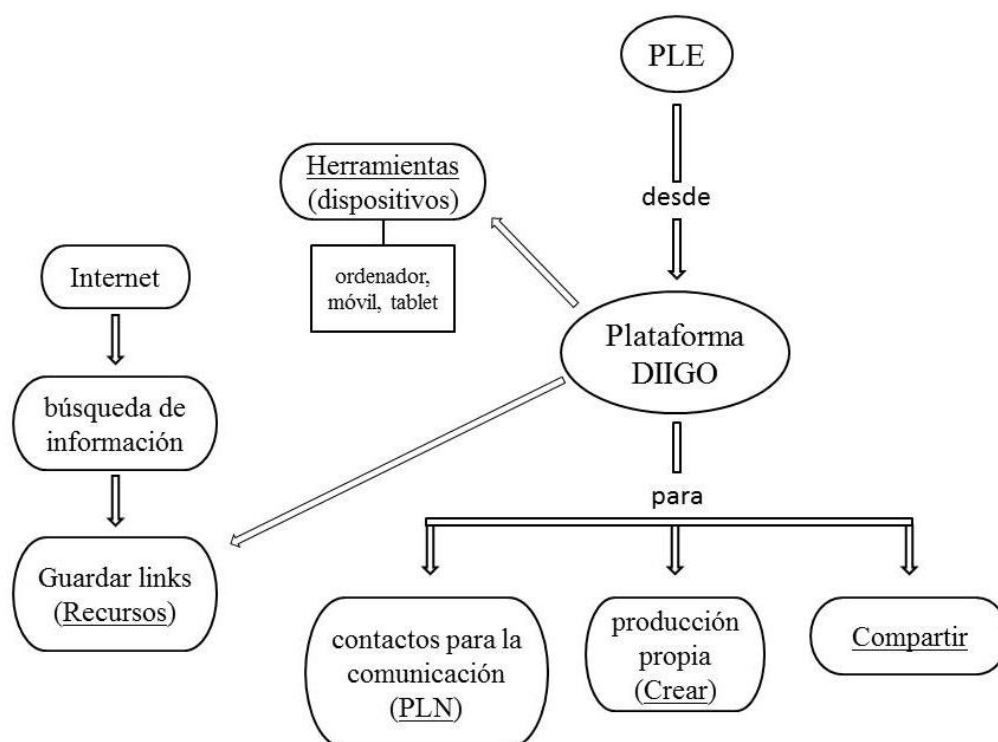 PLE
desde
Herramientas
(dispositivos)
ordenador,
móvil, tablet
Internet
Plataforma
DIIGO
búsqueda de
información
para
Guardar links
(Recursos)
contactos para la
comunicación
(PLN)
producción
propia
(Crear)
Compartir